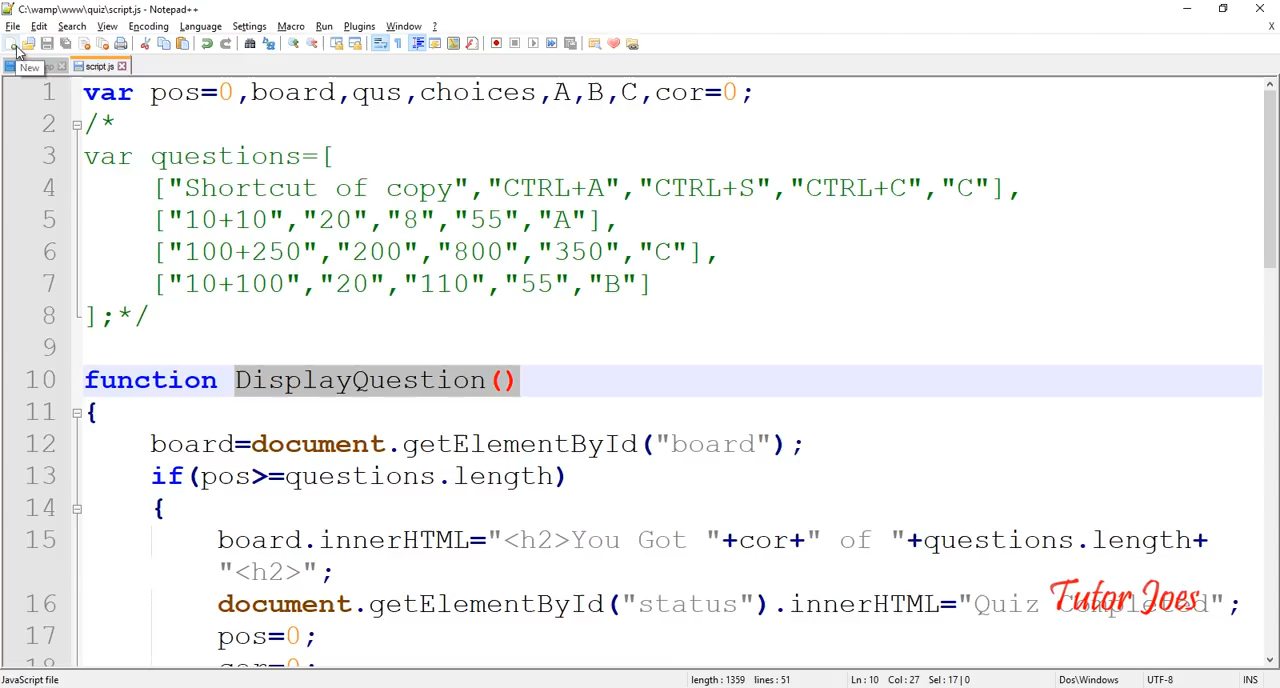 C:\wamp\www\quiz\script.js - Notepad++
File Edit Search View Encoding Language Settings Macro Run Plugins Window ?
X
New
script.js
1 var pos=0,board,qus,choices,A,B,C,cor=0;
2 /*
3 var questions=[
4 ["Shortcut of copy","CTRL+A","CTRL+S","CTRL+C","C"],
5 ["10+10","20","8","55","A"],
6 ["100+250","200","800","350","C"],
7 ["10+100","20","110","55","B"]
8 ];*/
9
10 function DisplayQuestion()
11 {
12 board=document.getElementById("board");
13 if(pos>=questions.length)
14 {
15 board.innerHTML="<h2>You Got "+cor+" of "+questions.length+
"<h2>";
16 document.getElementById("status").innerHTML="Quiz Completed";
Tutor Joes
17 pos=0;
18 cor=0;
JavaScript file length : 1359 lines : 51 Ln : 10 Col : 27 Sel : 17 | 0 Dos\Windows UTF-8 INS